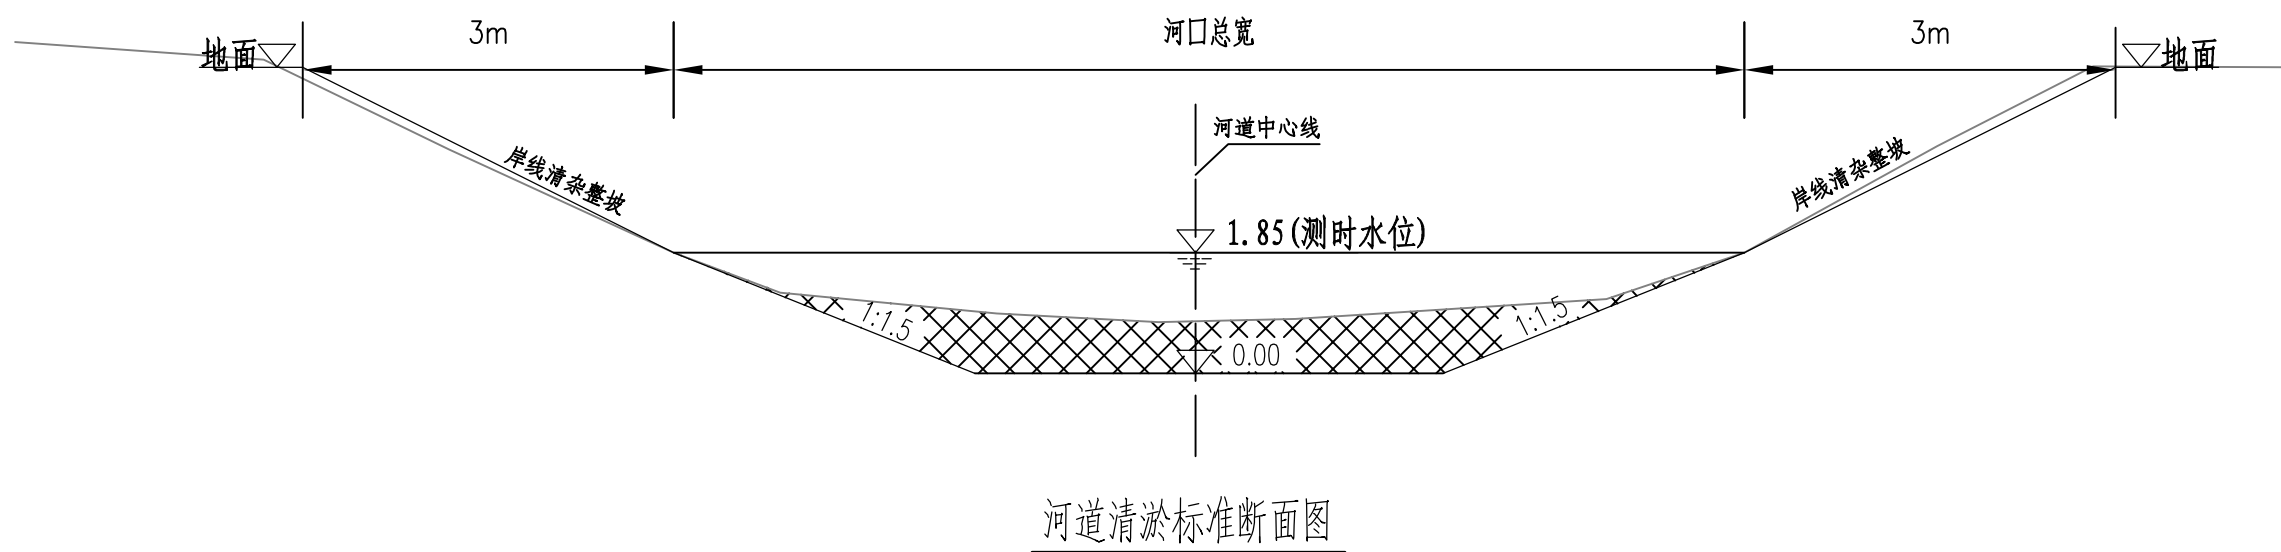 3m
河口总宽
3m
地面
地面
河道中心线
岸线清杂整坡
岸线清杂整坡
1.85(测时水位)
1:1.5
1:1.5
0.00
河道清淤标准断面图